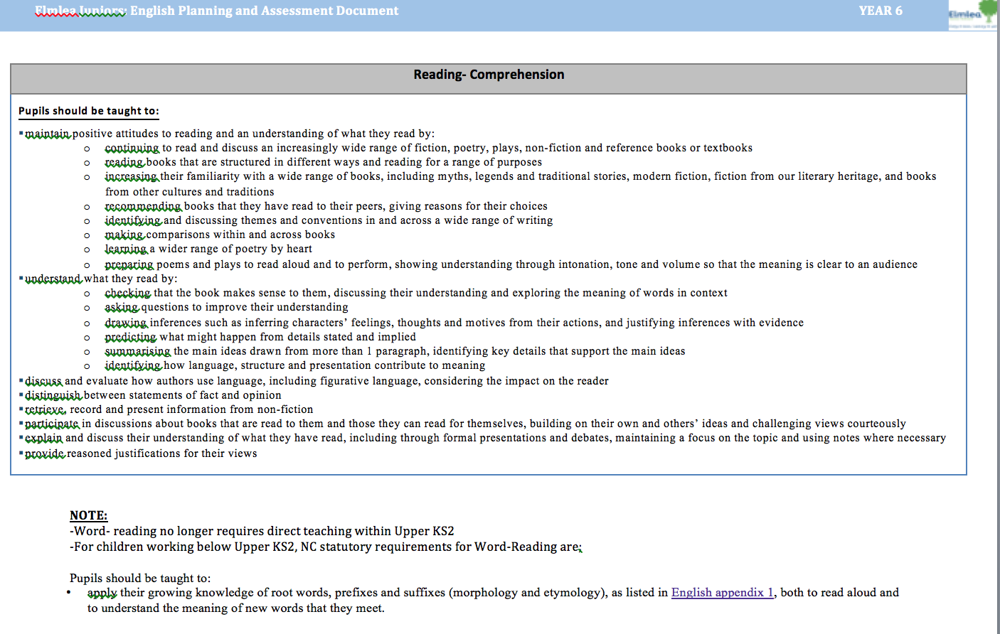 Elmlea Juniors: English Planning and Assessment Document YEAR 6
Elmlea
Reading- Comprehension
Pupils should be taught to:
▪maintain positive attitudes to reading and an understanding of what they read by:
o continuing to read and discuss an increasingly wide range of fiction, poetry, plays, non-fiction and reference books or textbooks
o reading books that are structured in different ways and reading for a range of purposes
o increasing their familiarity with a wide range of books, including myths, legends and traditional stories, modern fiction, fiction from our literary heritage, and books
from other cultures and traditions
o recommending books that they have read to their peers, giving reasons for their choices
o identifying and discussing themes and conventions in and across a wide range of writing
o making comparisons within and across books
o learning a wider range of poetry by heart
o preparing poems and plays to read aloud and to perform, showing understanding through intonation, tone and volume so that the meaning is clear to an audience
▪understand what they read by:
o checking that the book makes sense to them, discussing their understanding and exploring the meaning of words in context
o asking questions to improve their understanding
o drawing inferences such as inferring characters’ feelings, thoughts and motives from their actions, and justifying inferences with evidence
o predicting what might happen from details stated and implied
o summarising the main ideas drawn from more than 1 paragraph, identifying key details that support the main ideas
o identifying how language, structure and presentation contribute to meaning
▪discuss and evaluate how authors use language, including figurative language, considering the impact on the reader
▪distinguish between statements of fact and opinion
▪retrieve, record and present information from non-fiction
▪participate in discussions about books that are read to them and those they can read for themselves, building on their own and others’ ideas and challenging views courteously
▪explain and discuss their understanding of what they have read, including through formal presentations and debates, maintaining a focus on the topic and using notes where necessary
▪provide reasoned justifications for their views
NOTE:
-Word- reading no longer requires direct teaching within Upper KS2
-For children working below Upper KS2, NC statutory requirements for Word-Reading are;
Pupils should be taught to:
• apply their growing knowledge of root words, prefixes and suffixes (morphology and etymology), as listed in English appendix 1, both to read aloud and
to understand the meaning of new words that they meet.